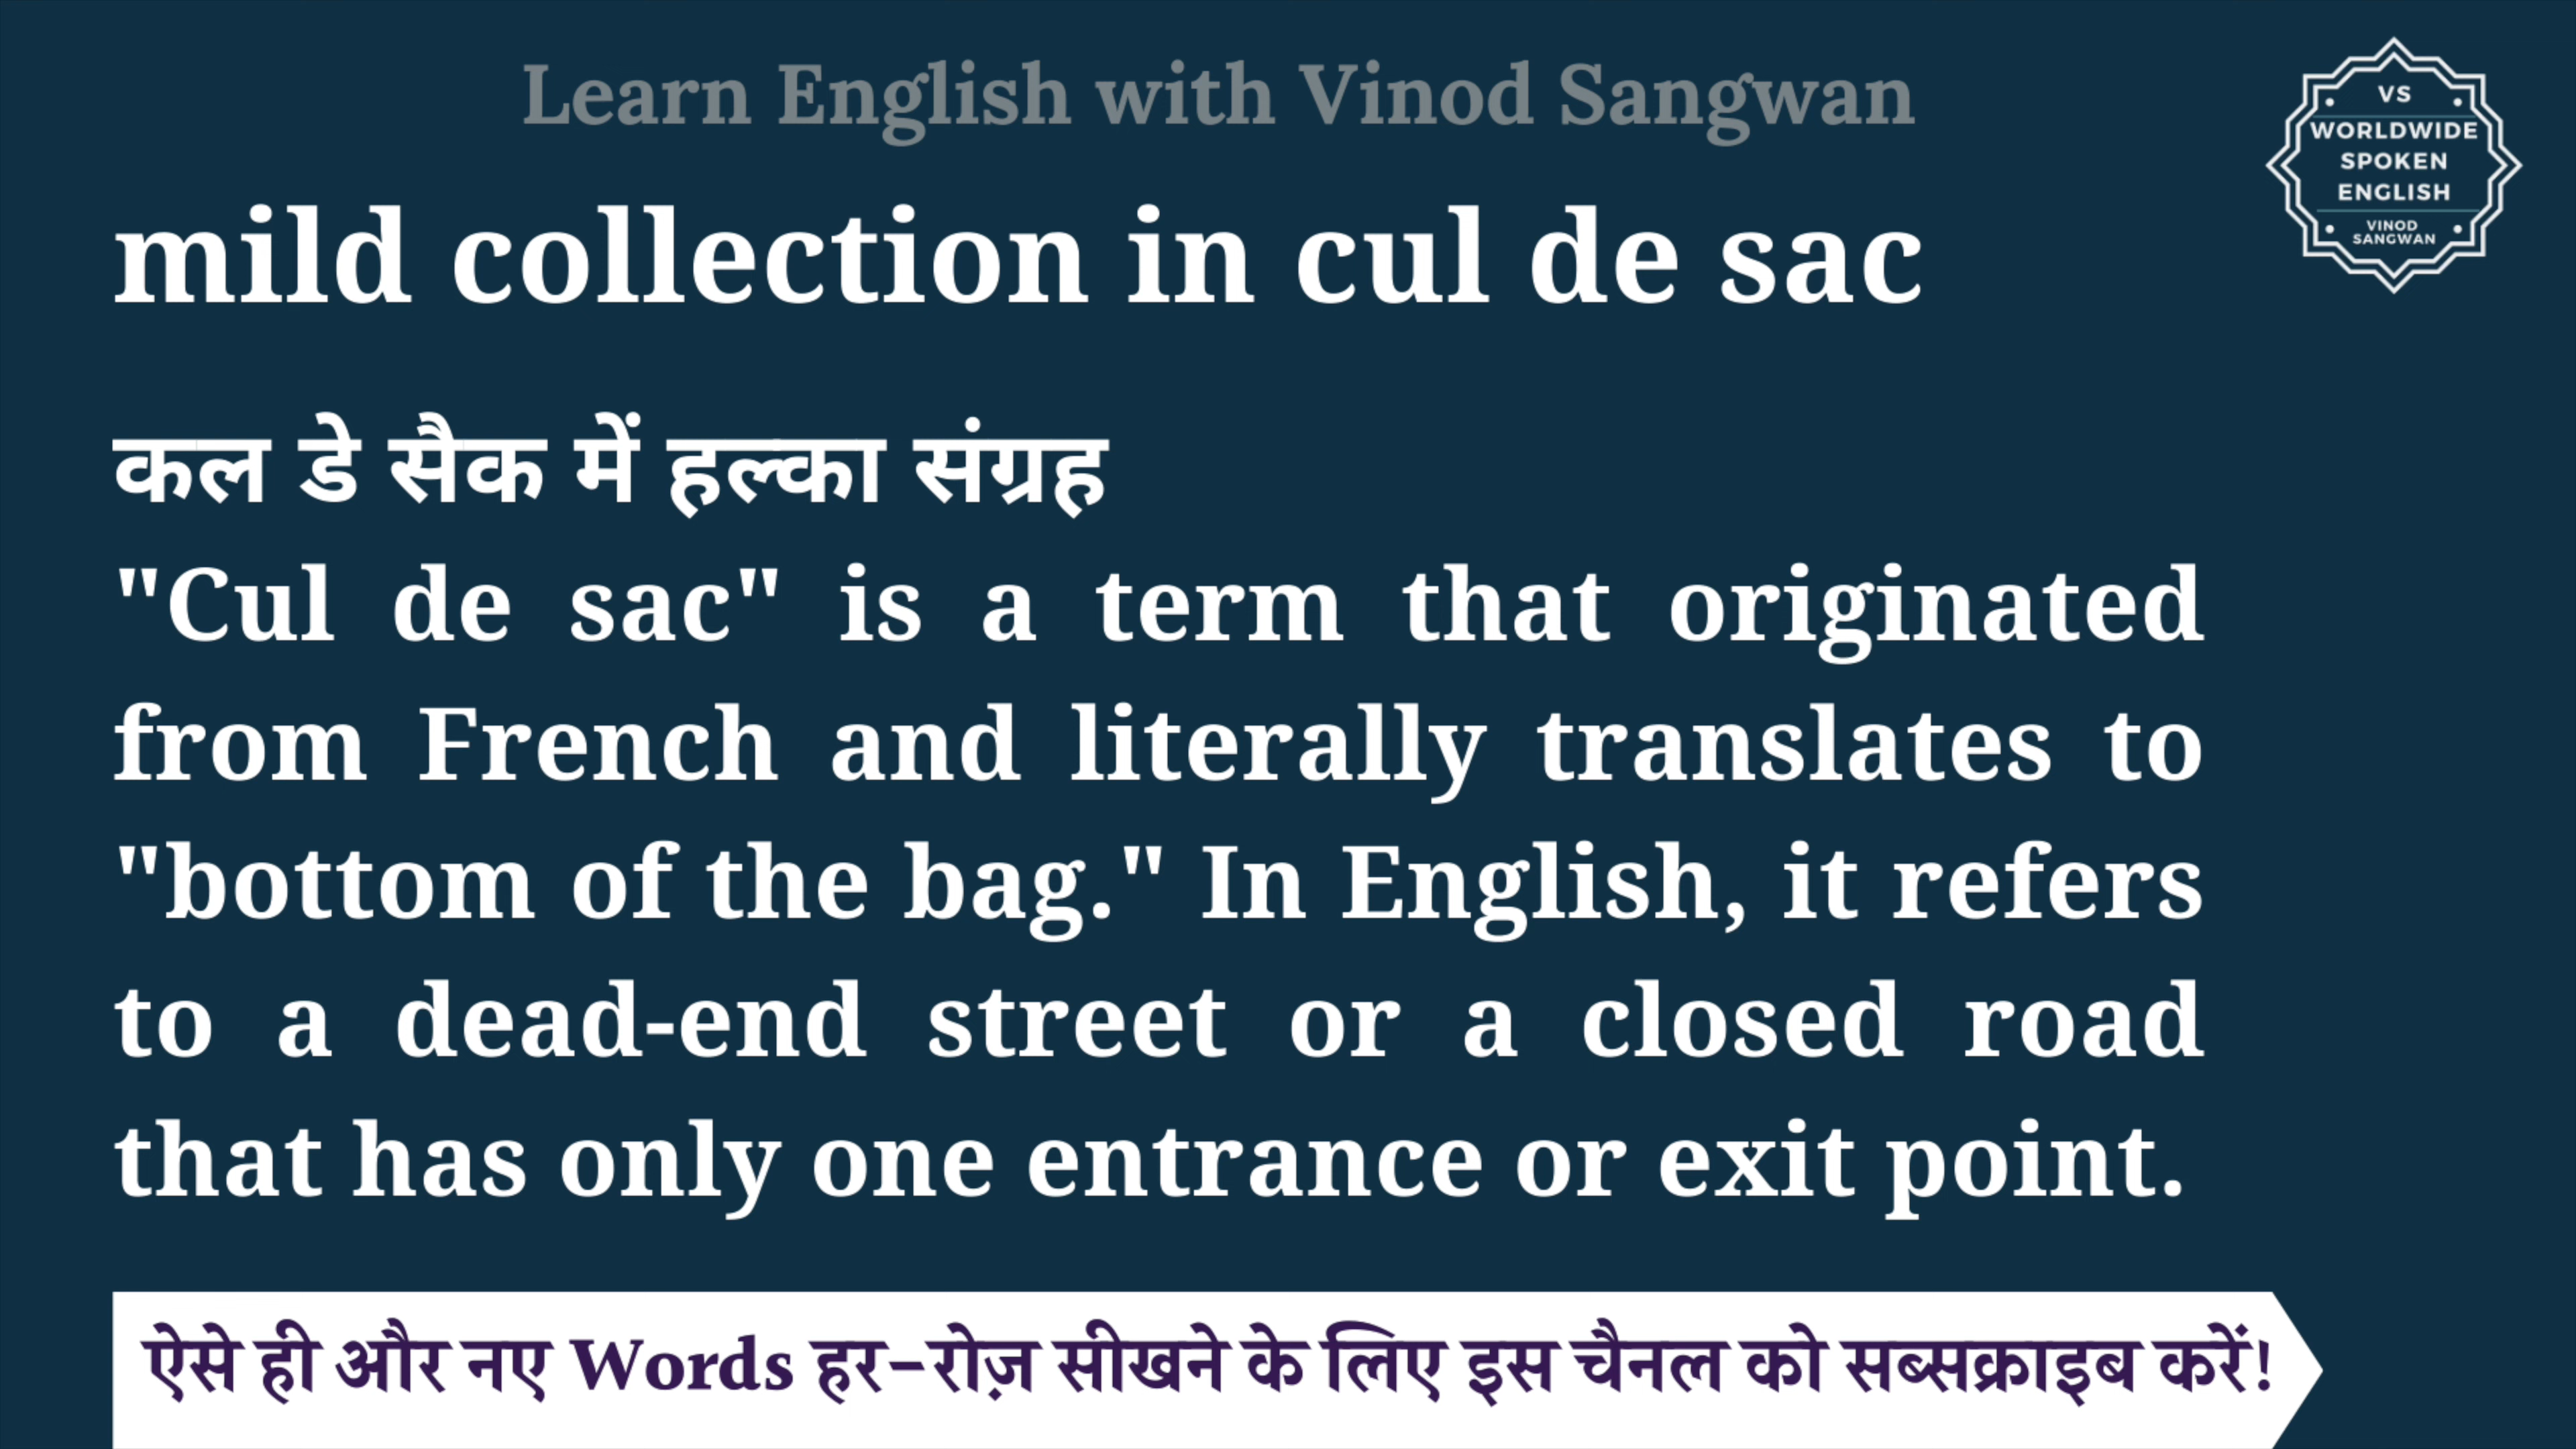 Learn English with Vinod Sangwan
VS
WORLDWIDE
SPOKEN
ENGLISH
VINOD
SANGWAN
mild collection in cul de sac
कल डे सैक में हल्का संग्रह
"Cul de sac" is a term that originated
from French and literally translates to
"bottom of the bag." In English, it refers
to a dead-end street or a closed road
that has only one entrance or exit point.
ऐसे ही और नए Words हर-रोज़ सीखने के लिए इस चैनल को सब्सक्राइब करें!